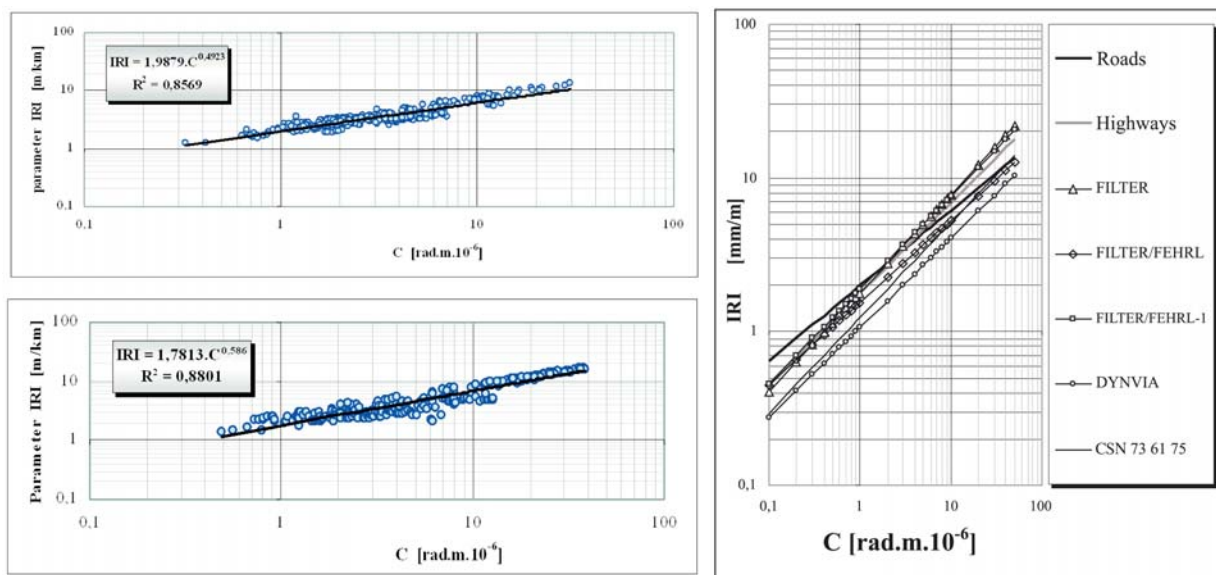 100
10
1
0.1
parameter IRI [m km]
IRI = 1.9879.C^0.4923
R² = 0,8569
0,1
1
10
100
C [rad.m.10⁻⁶]
100
10
1
0,1
Parameter IRI [m/km]
IRI = 1,7813.C^0.586
R² = 0,8801
0,1
1
10
100
C [rad.m.10⁻⁶]
100
10
1
0,1
IRI [mm/m]
0,1
1
10
100
C [rad.m.10⁻⁶]
Roads
Highways
FILTER
FILTER/FEHRL
FILTER/FEHRL-1
DYNVIA
CSN 73 61 75